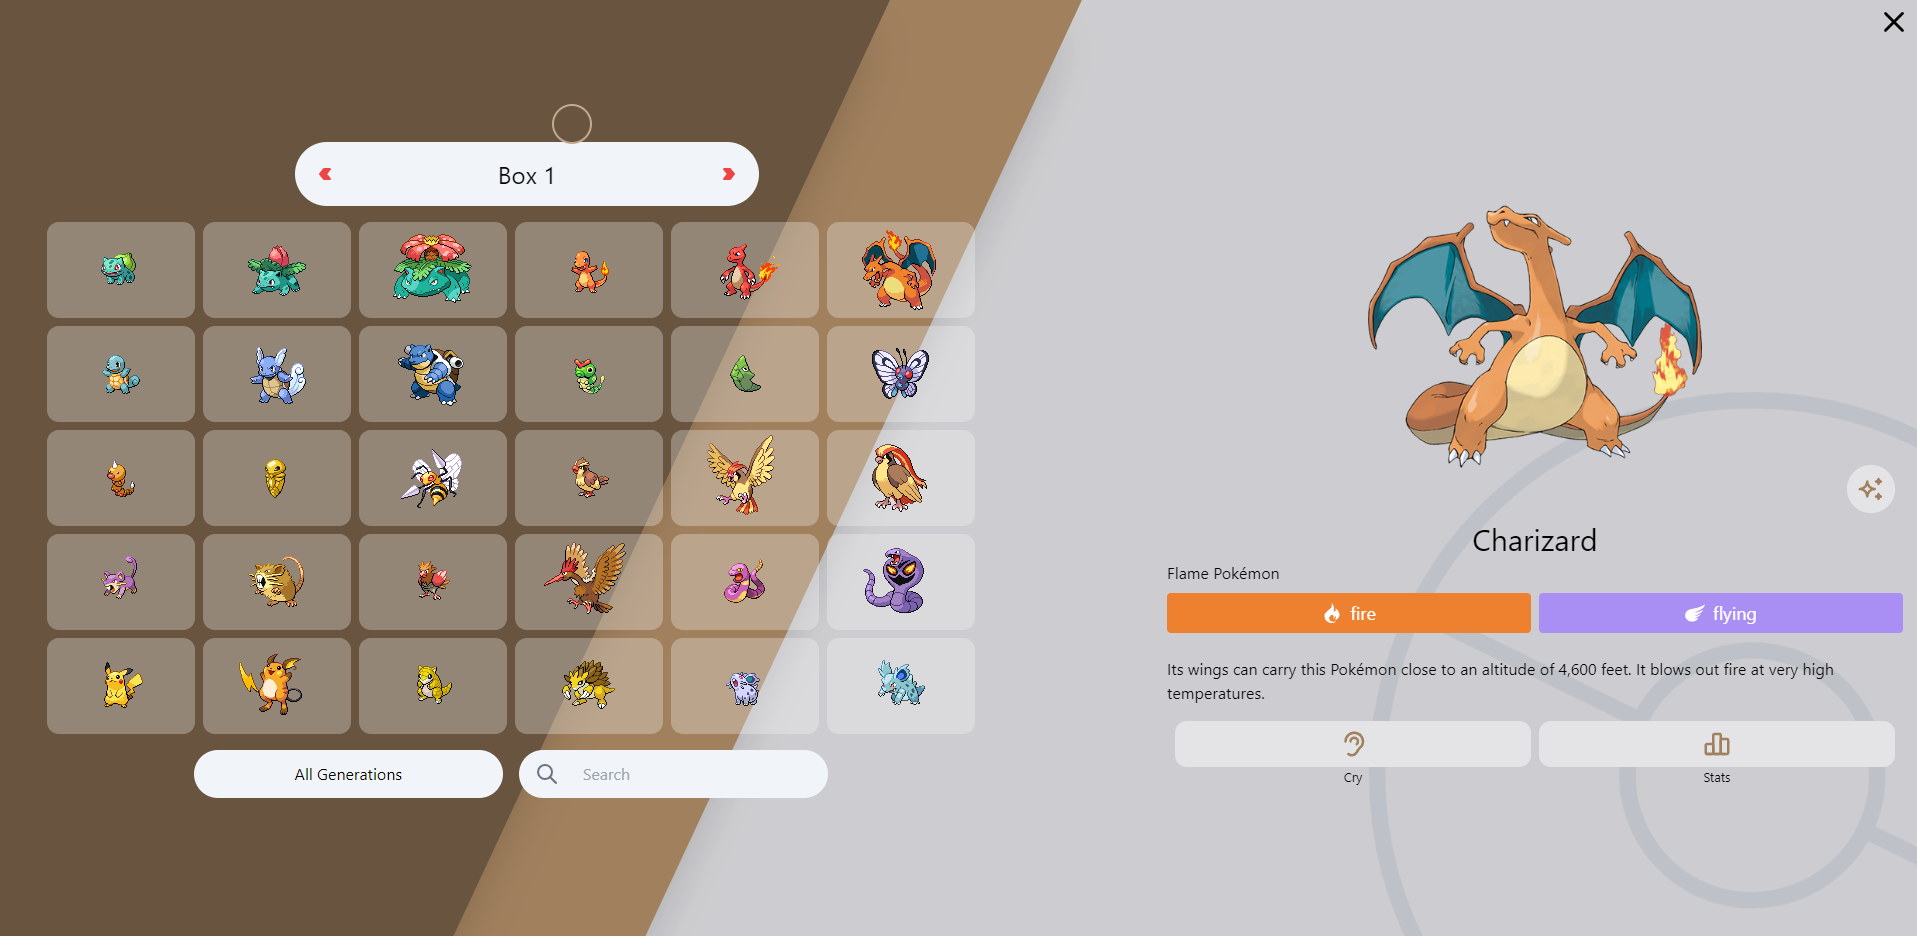 Box 1
All Generations
Search
Charizard
Flame Pokémon
fire
flying
Its wings can carry this Pokémon close to an altitude of 4,600 feet. It blows out fire at very high
temperatures.
Cry
Stats